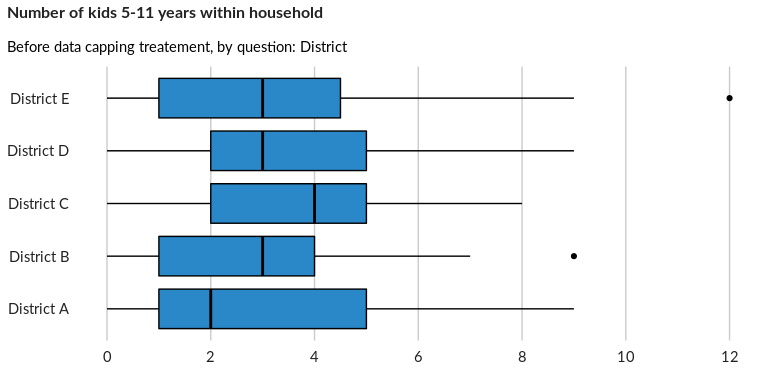 Number of kids 5-11 years within household
Before data capping treatement, by question: District
District E
District D
District C
District B
District A
0 2 4 6 8 10 12